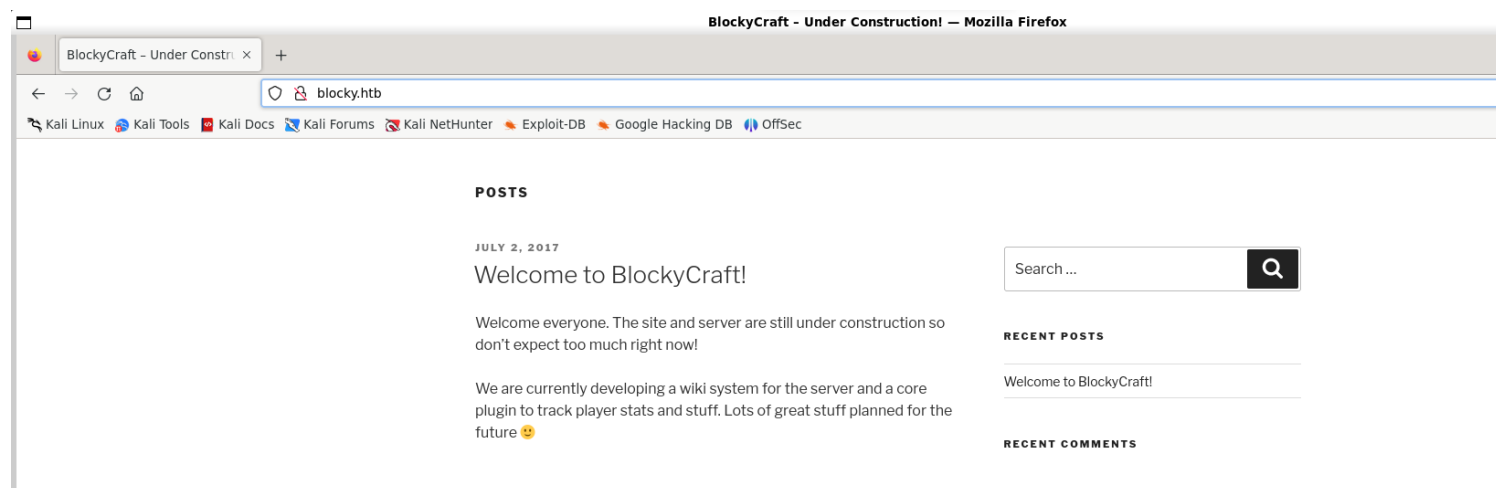 BlockyCraft – Under Construction! — Mozilla Firefox
BlockyCraft – Under Constru
blocky.htb
Kali Linux Kali Tools Kali Docs Kali Forums Kali NetHunter Exploit-DB Google Hacking DB OffSec
POSTS
JULY 2, 2017
Welcome to BlockyCraft!
Welcome everyone. The site and server are still under construction so
don’t expect too much right now!
We are currently developing a wiki system for the server and a core
plugin to track player stats and stuff. Lots of great stuff planned for the
future 🙂
Search …
RECENT POSTS
Welcome to BlockyCraft!
RECENT COMMENTS